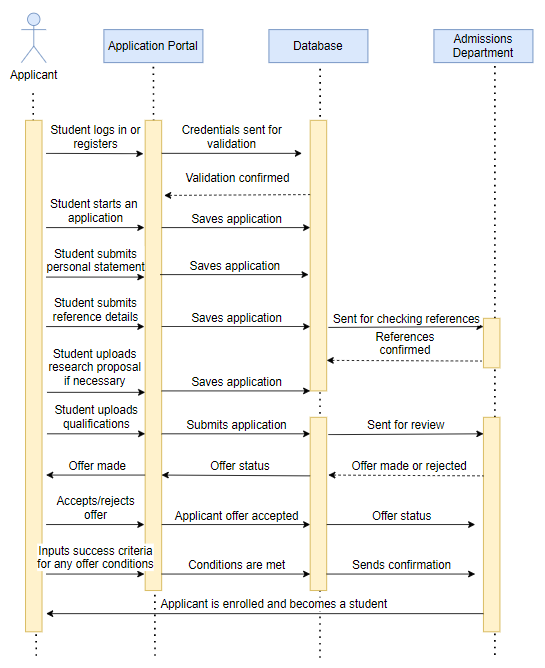 Application Portal
Database
Admissions
Department
Applicant
Student logs in or
registers
Credentials sent for
validation
Validation confirmed
Student starts an
application
Saves application
Student submits
personal statement
Saves application
Student submits
reference details
Saves application
Sent for checking references
References
confirmed
Student uploads
research proposal
if necessary
Saves application
Student uploads
qualifications
Submits application
Sent for review
Offer made
Offer status
Offer made or rejected
Accepts/rejects
offer
Applicant offer accepted
Offer status
Inputs success criteria
for any offer conditions
Conditions are met
Sends confirmation
Applicant is enrolled and becomes a student